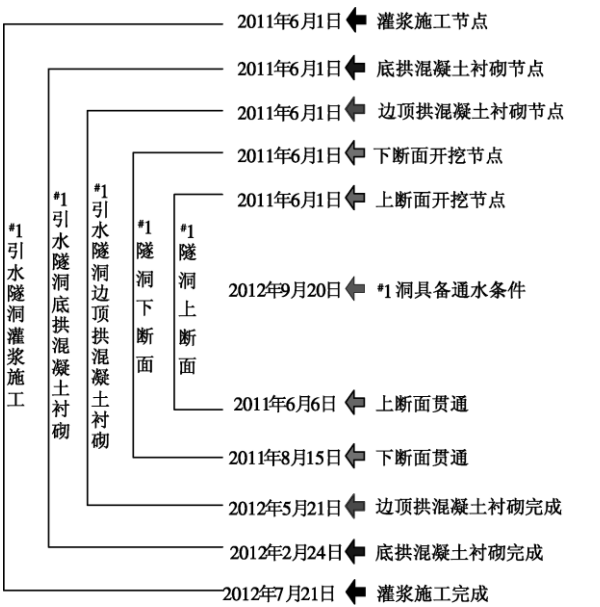 2011年6月1日 灌浆施工节点
2011年6月1日 底拱混凝土衬砌节点
2011年6月1日 边顶拱混凝土衬砌节点
2011年6月1日 下断面开挖节点
2011年6月1日 上断面开挖节点
2012年9月20日 #1洞具备通水条件
2011年6月6日 上断面贯通
2011年8月15日 下断面贯通
2012年5月21日 边顶拱混凝土衬砌完成
2012年2月24日 底拱混凝土衬砌完成
2012年7月21日 灌浆施工完成
#1引水隧洞灌浆施工
#1引水隧洞底拱混凝土衬砌
#1引水隧洞边顶拱混凝土衬砌
#1隧洞下断面
#1隧洞上断面